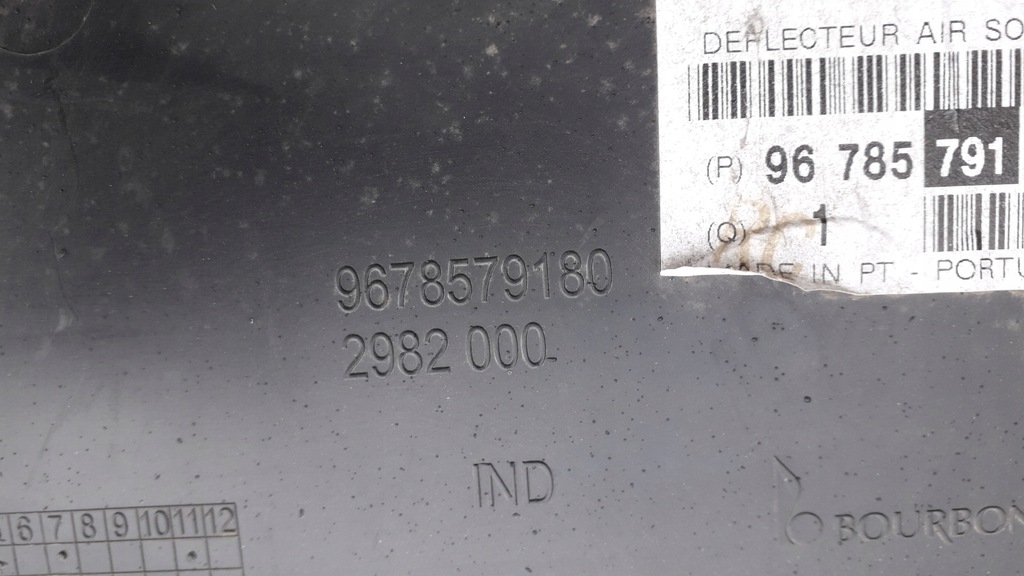 DEFLECTEUR AIR SO
(P) 96 785 791
(Q) 1
MADE IN PT - PORTU
9678579180
2982 000
IND
BOURBON
6 7 8 9 10 11 12